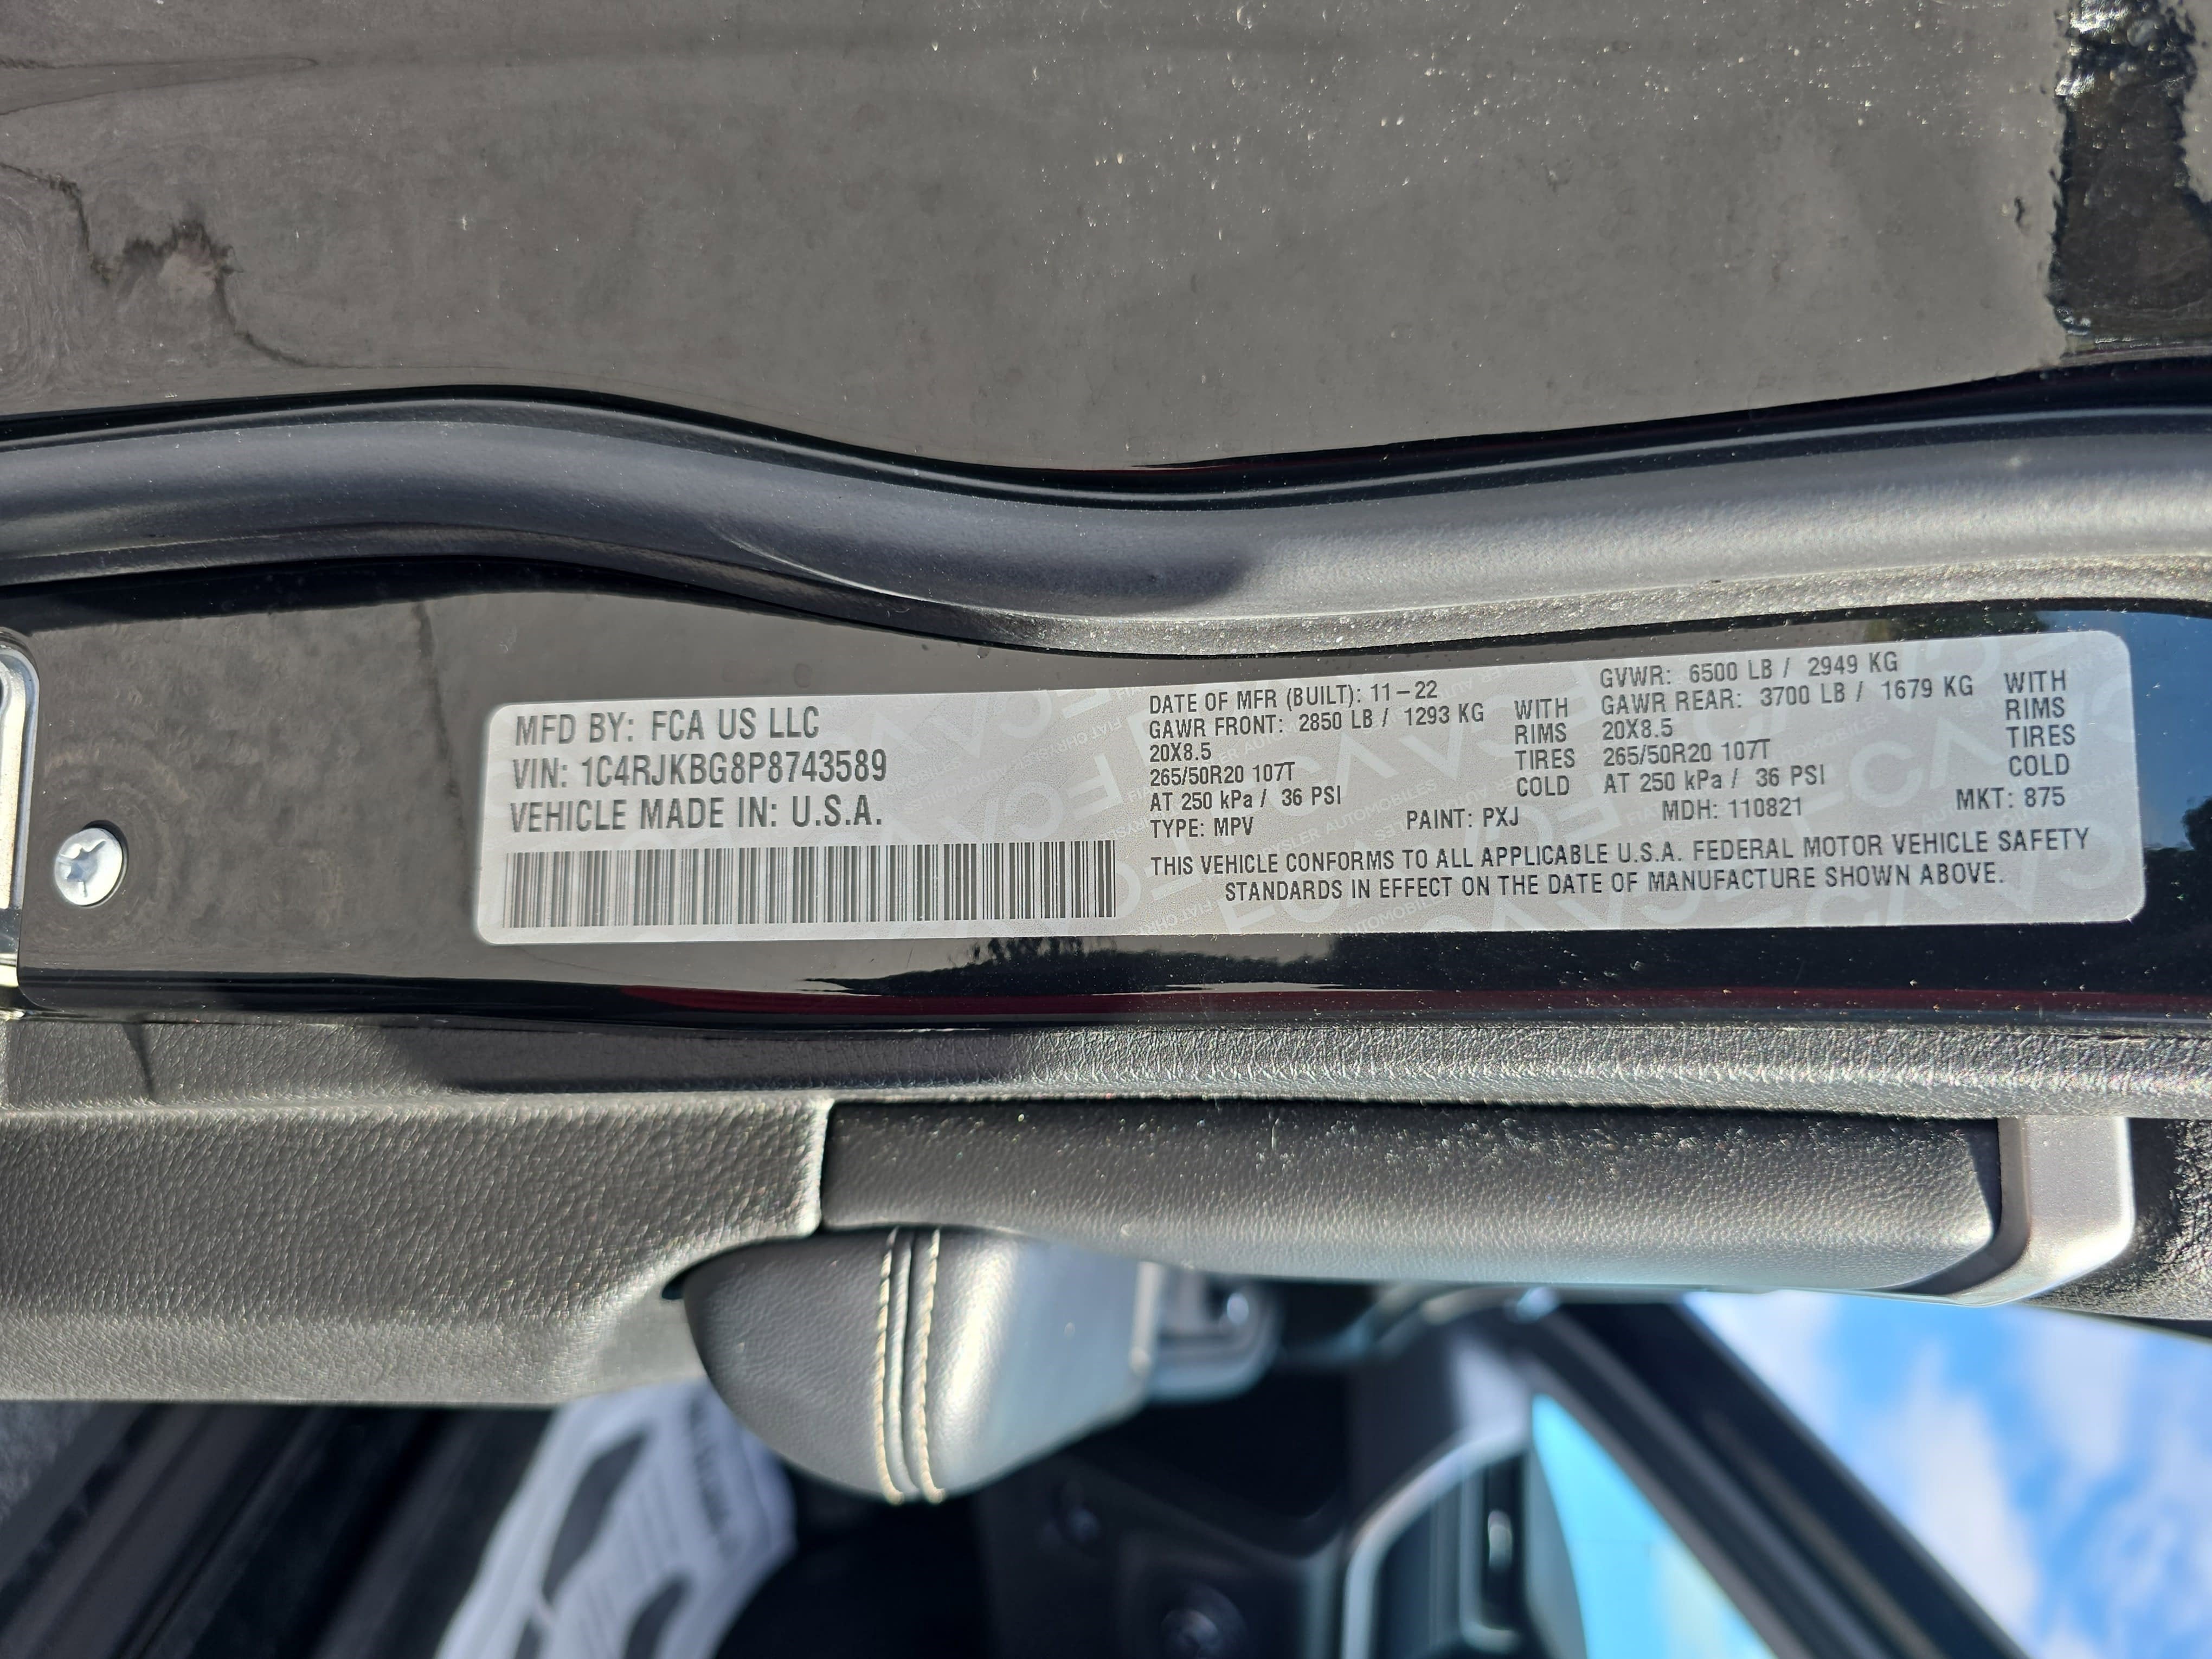 MFD BY: FCA US LLC
VIN: 1C4RJKBG8P8743589
VEHICLE MADE IN: U.S.A.
DATE OF MFR (BUILT): 11-22
GAWR FRONT: 2850 LB / 1293 KG WITH
20X8.5 RIMS
265/50R20 107T TIRES
AT 250 kPa / 36 PSI COLD
GVWR: 6500 LB / 2949 KG
GAWR REAR: 3700 LB / 1679 KG WITH
20X8.5 RIMS
265/50R20 107T TIRES
AT 250 kPa / 36 PSI COLD
TYPE: MPV PAINT: PXJ MDH: 110821 MKT: 875
THIS VEHICLE CONFORMS TO ALL APPLICABLE U.S.A. FEDERAL MOTOR VEHICLE SAFETY
STANDARDS IN EFFECT ON THE DATE OF MANUFACTURE SHOWN ABOVE.